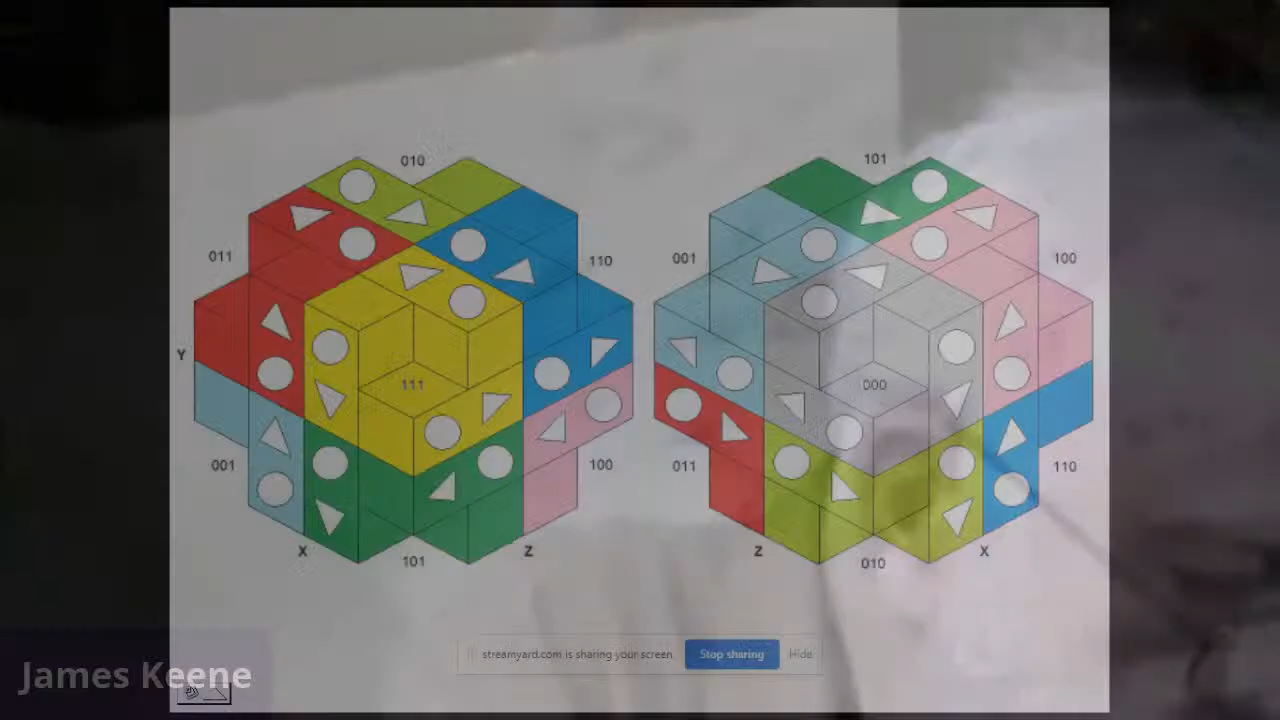 010
101
011
110
001
100
Y
111
000
001
100
011
110
X
101
Z
Z
010
X
streamyard.com is sharing your screen
Stop sharing
Hide
James Keene